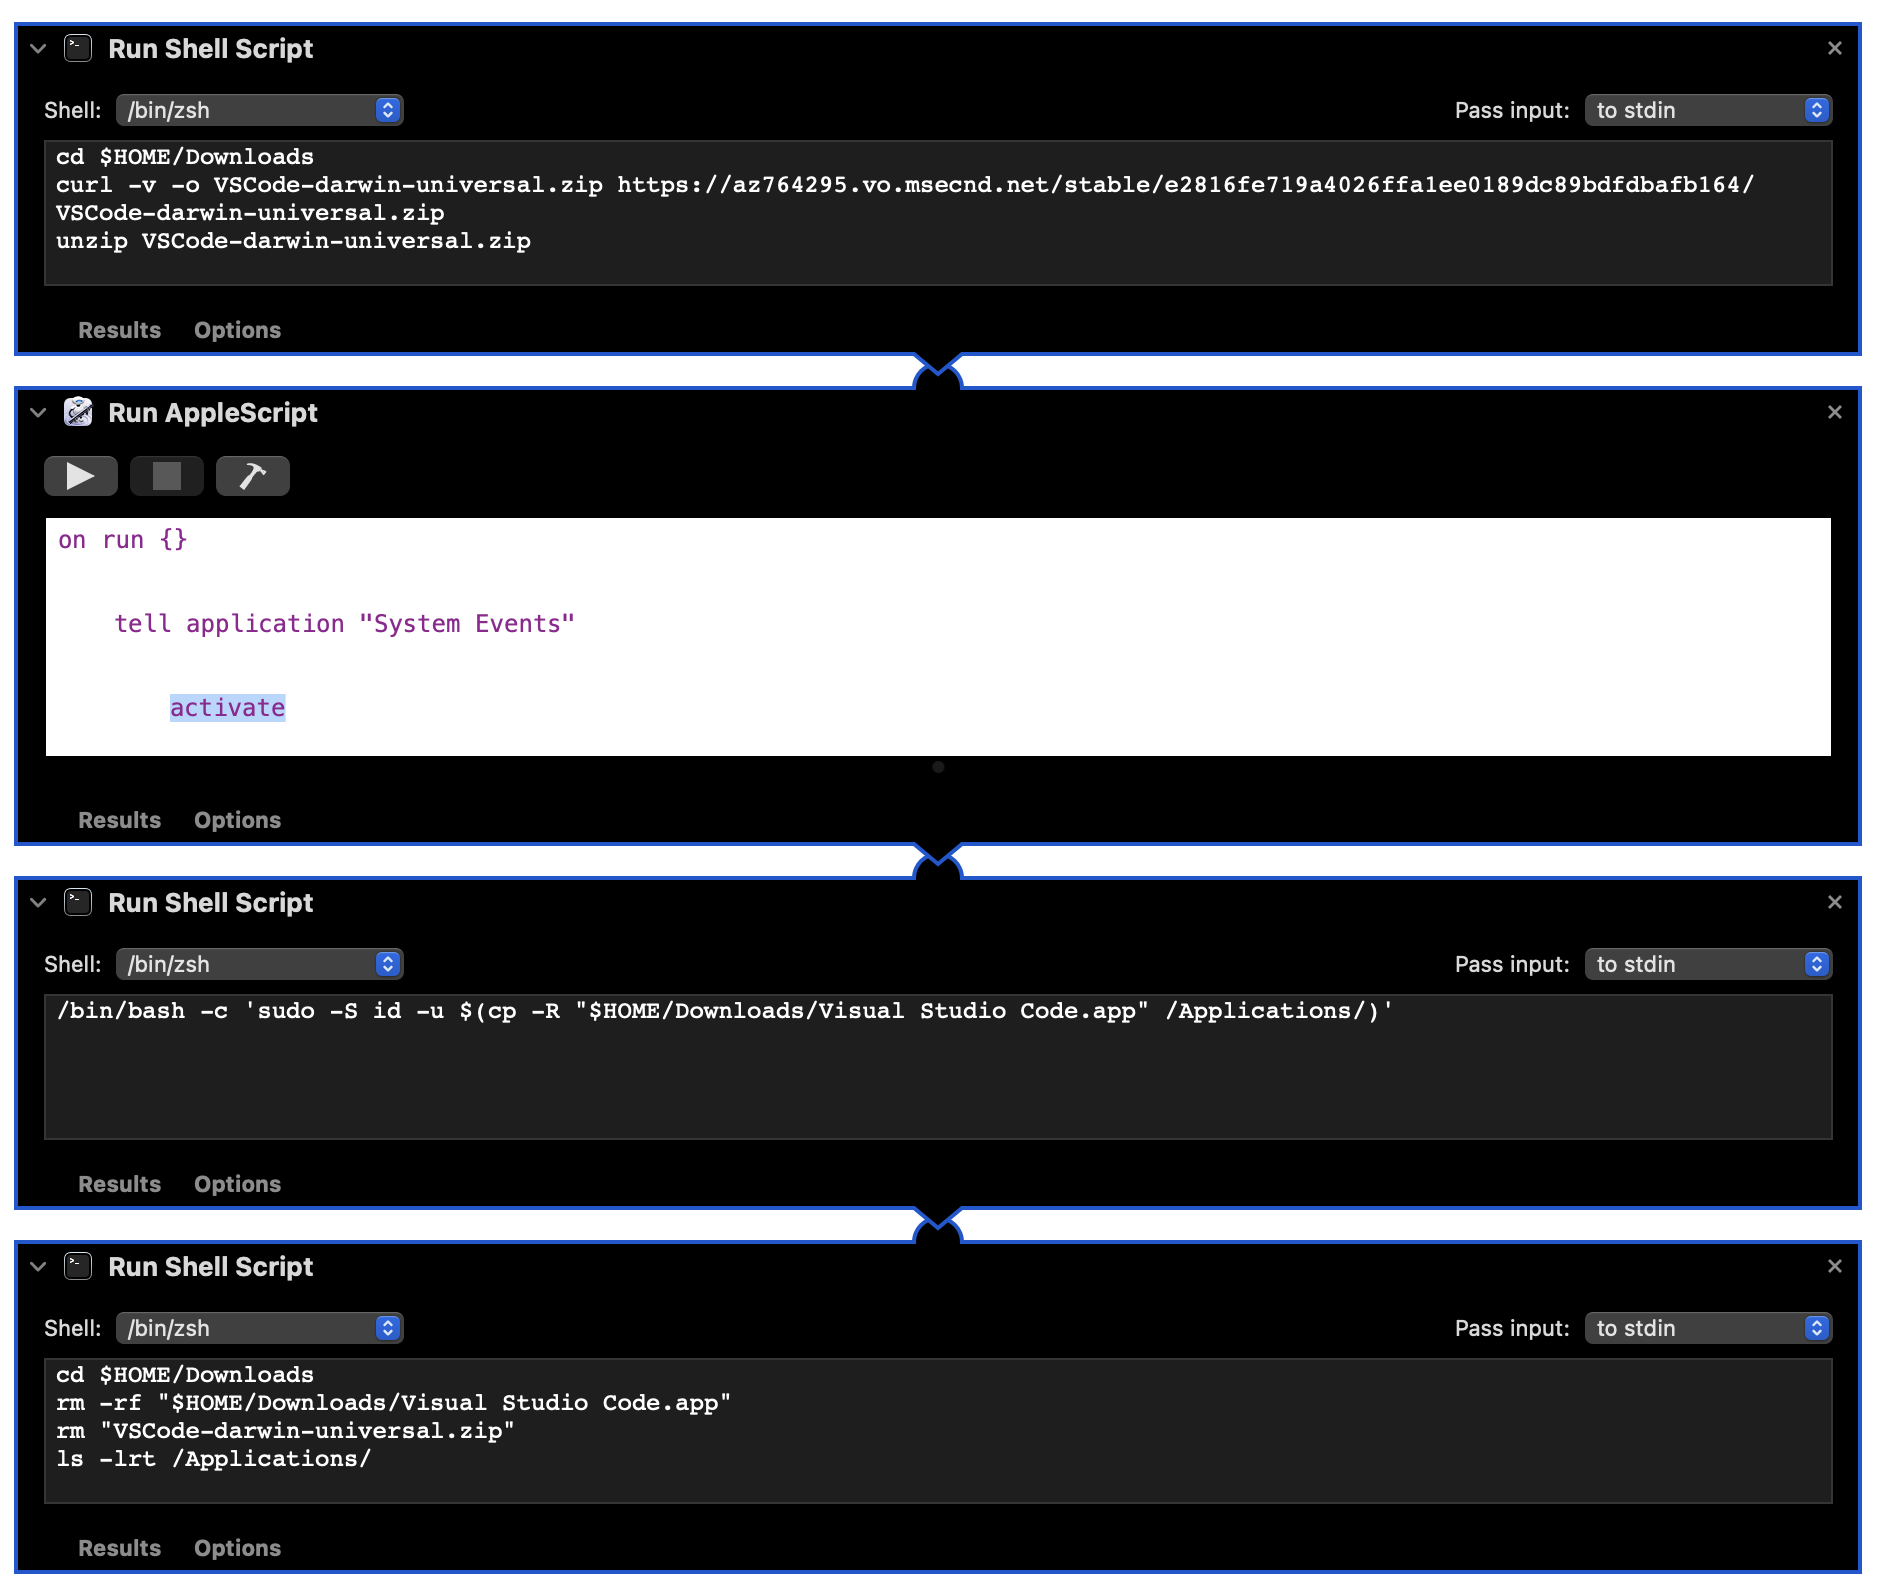 Run Shell Script
Shell: /bin/zsh Pass input: to stdin
cd $HOME/Downloads
curl -v -o VSCode-darwin-universal.zip https://az764295.vo.msecnd.net/stable/e2816fe719a4026ffa1ee0189dc89bdfdbafb164/
VSCode-darwin-universal.zip
unzip VSCode-darwin-universal.zip
Results Options
Run AppleScript
on run {}
tell application "System Events"
activate
Results Options
Run Shell Script
Shell: /bin/zsh Pass input: to stdin
/bin/bash -c 'sudo -S id -u $(cp -R "$HOME/Downloads/Visual Studio Code.app" /Applications/)'
Results Options
Run Shell Script
Shell: /bin/zsh Pass input: to stdin
cd $HOME/Downloads
rm -rf "$HOME/Downloads/Visual Studio Code.app"
rm "VSCode-darwin-universal.zip"
ls -lrt /Applications/
Results Options